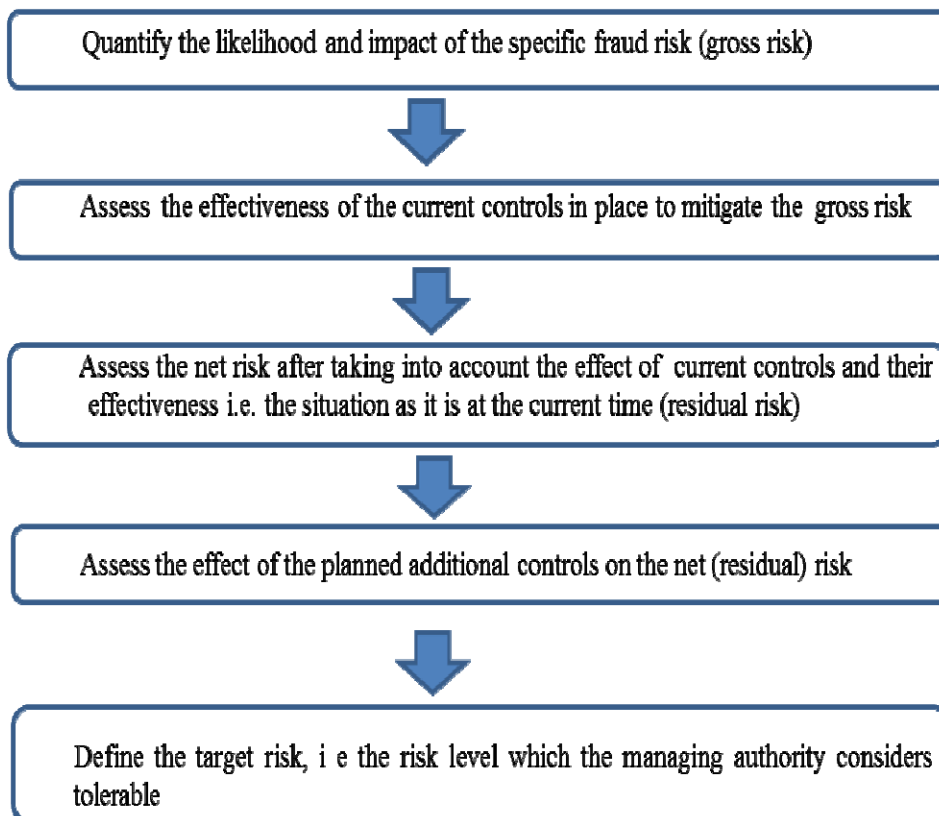 Quantify the likelihood and impact of the specific fraud risk (gross risk)
Assess the effectiveness of the current controls in place to mitigate the gross risk
Assess the net risk after taking into account the effect of current controls and their
effectiveness i.e. the situation as it is at the current time (residual risk)
Assess the effect of the planned additional controls on the net (residual) risk
Define the target risk, i e the risk level which the managing authority considers
tolerable